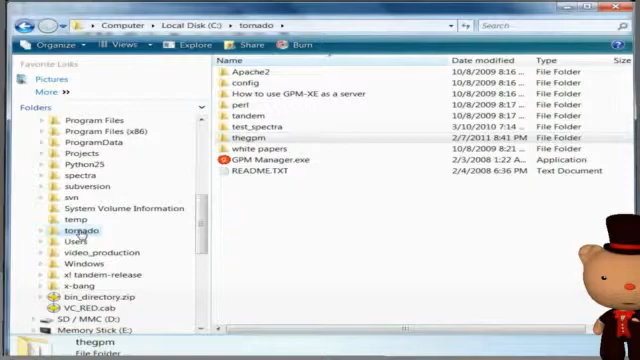 Computer ▸ Local Disk (C:) ▸ tornado ▸ Search
Organize Views Explore Share Burn
Favorite Links
Pictures
More »
Folders
Program Files
Program Files (x86)
ProgramData
Projects
Python25
spectra
subversion
svn
System Volume Information
temp
tornado
Users
video_production
Windows
x! tandem-release
x-bang
bin_directory.zip
VC_RED.cab
SD / MMC (D:)
Memory Stick (E:)
Name Date modified Type Size
Apache2 10/8/2009 8:16 ... File Folder
config 10/8/2009 8:16 ... File Folder
How to use GPM-XE as a server 10/8/2009 8:16 ... File Folder
perl 10/8/2009 8:17 ... File Folder
tandem 10/8/2009 8:17 ... File Folder
test_spectra 3/10/2010 7:14 ... File Folder
thegpm 2/7/2011 8:41 PM File Folder
white papers 10/8/2009 8:21 ... File Folder
GPM Manager.exe 2/3/2008 1:22 AM... Application
README.TXT 2/4/2008 6:36 PM Text Document
thegpm
File Folder